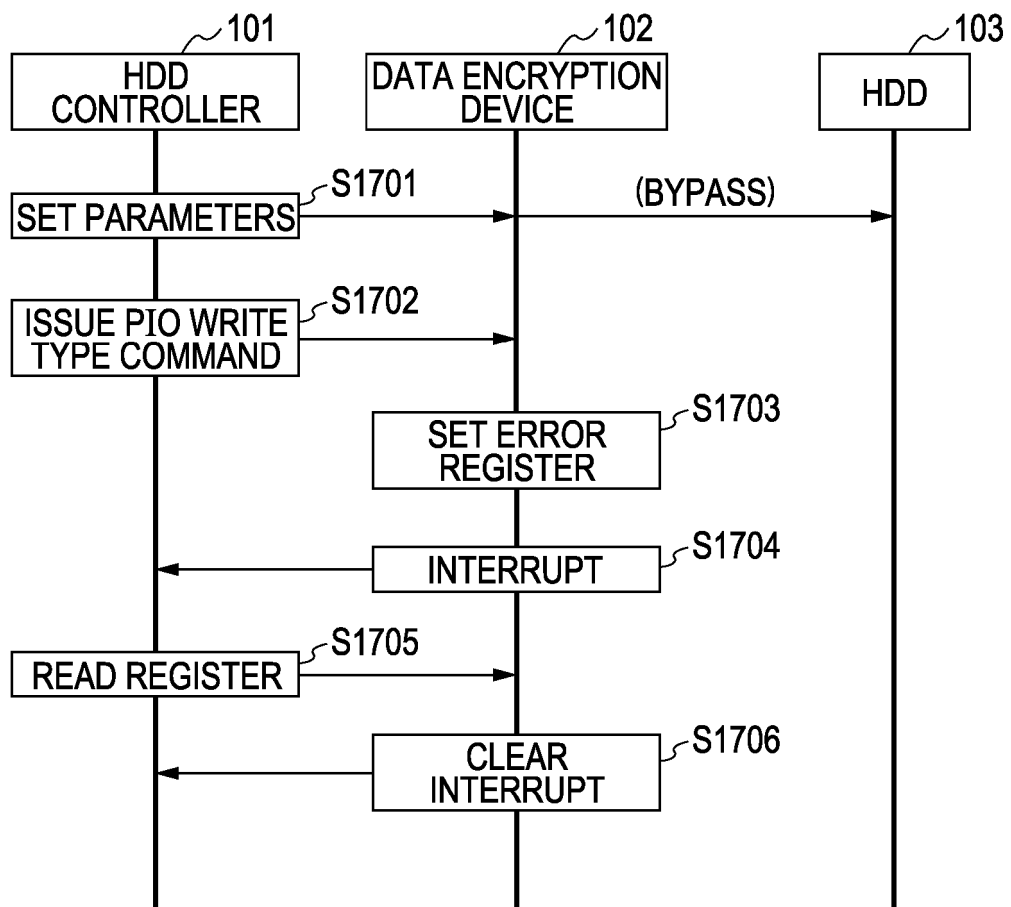 101
102
103
HDD
CONTROLLER
DATA ENCRYPTION
DEVICE
HDD
S1701
SET PARAMETERS
(BYPASS)
S1702
ISSUE PIO WRITE
TYPE COMMAND
S1703
SET ERROR
REGISTER
S1704
INTERRUPT
S1705
READ REGISTER
S1706
CLEAR
INTERRUPT